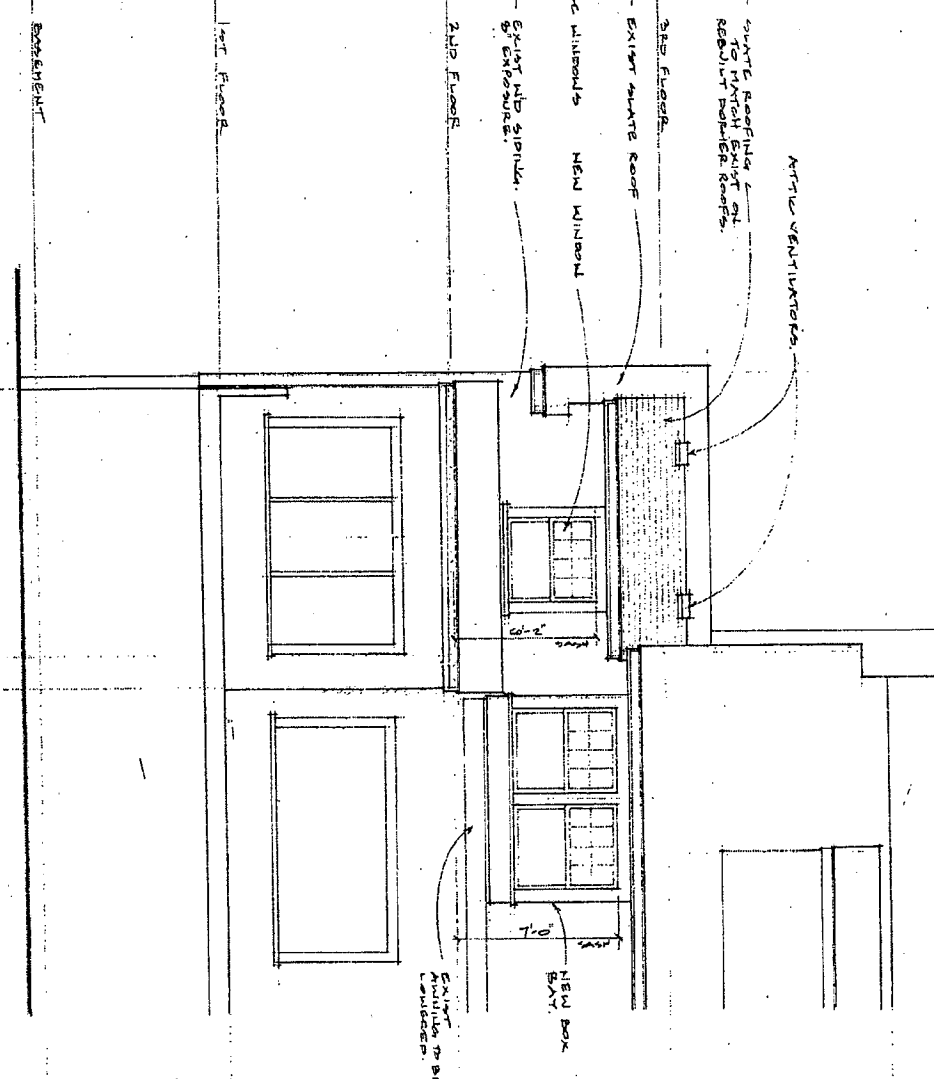 ATTIC VENTILATORS.
SLATE ROOFING
TO MATCH EXIST ON
REBUILT DORMER ROOFS.
3RD FLOOR
EXIST SLATE ROOF
WINDOWS
NEW WINDOW
EXIST W'D SIDING.
8" EXPOSURE.
2ND FLOOR
1ST FLOOR
BASEMENT
6'-2"
SASH
7'-0"
SASH
NEW BOX
BAY.
EXIST
AWNING TO BE
LOWERED.